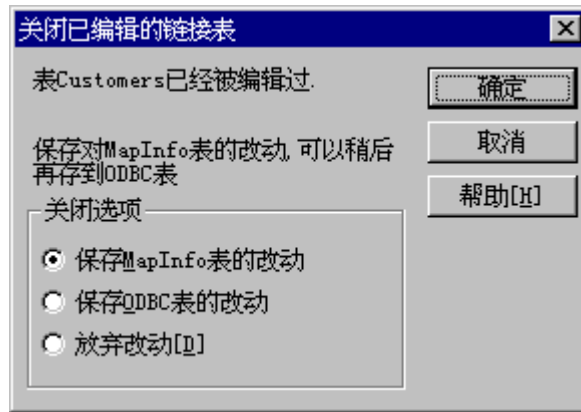 关闭已编辑的链接表
表Customers已经被编辑过.
确定
保存对MapInfo表的改动,可以稍后
再存到ODBC表
取消
帮助[H]
关闭选项
保存MapInfo表的改动
保存ODBC表的改动
放弃改动[D]